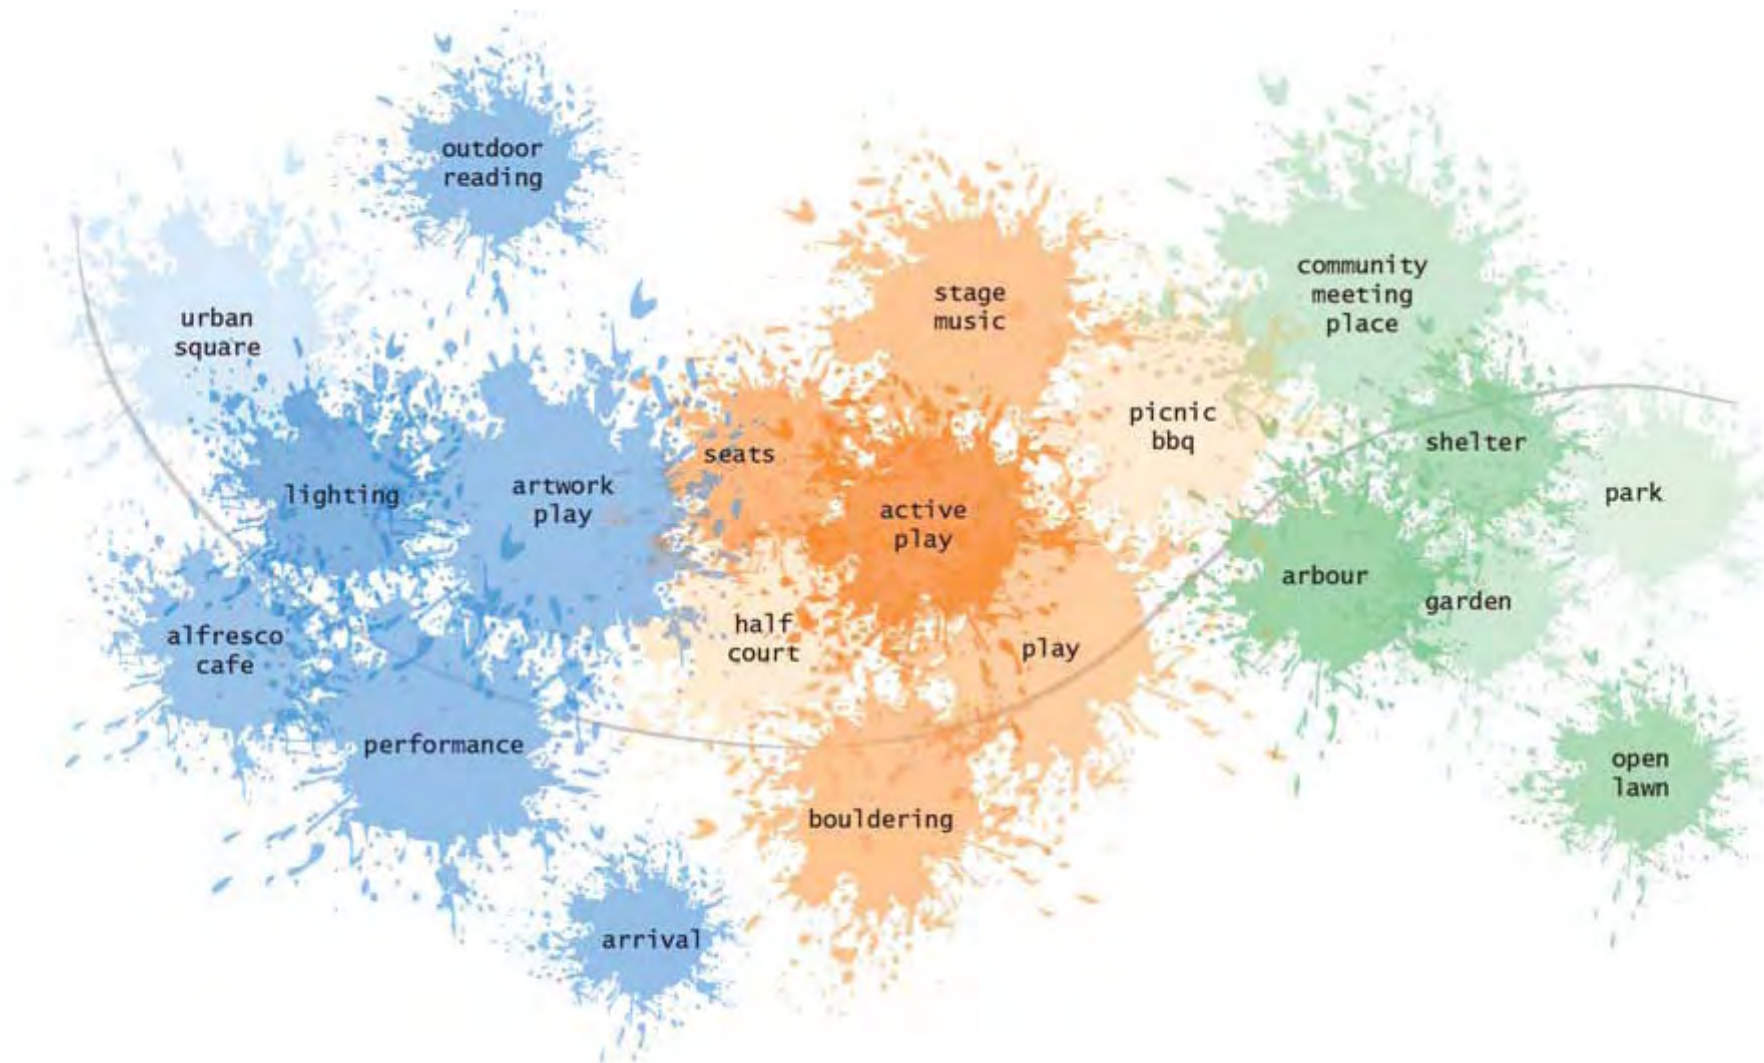 outdoor
reading
urban
square
lighting
artwork
play
alfresco
cafe
performance
arrival
stage
music
seats
active
play
picnic
bbq
half
court
play
bouldering
community
meeting
place
shelter
park
arbour
garden
open
lawn